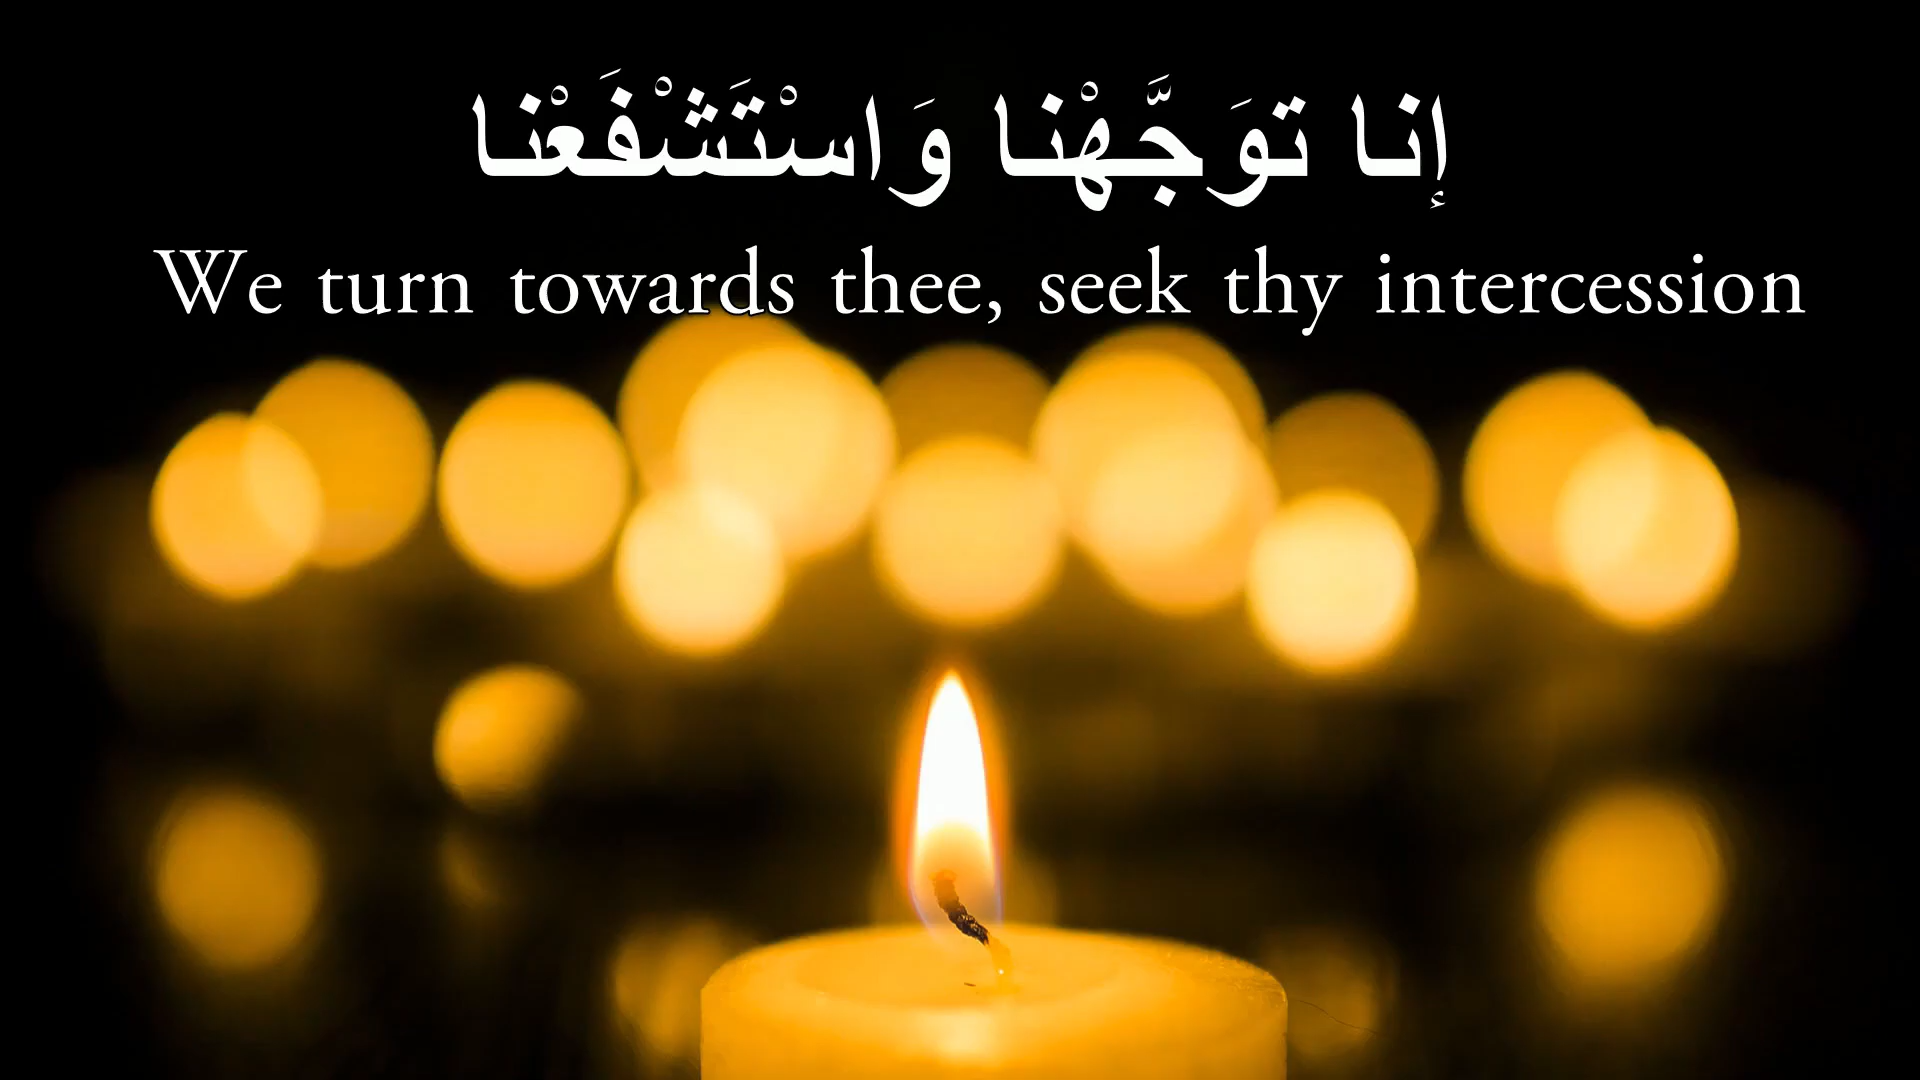 إنا توَجَّهْنا وَاسْتَشْفَعْنا
We turn towards thee, seek thy intercession